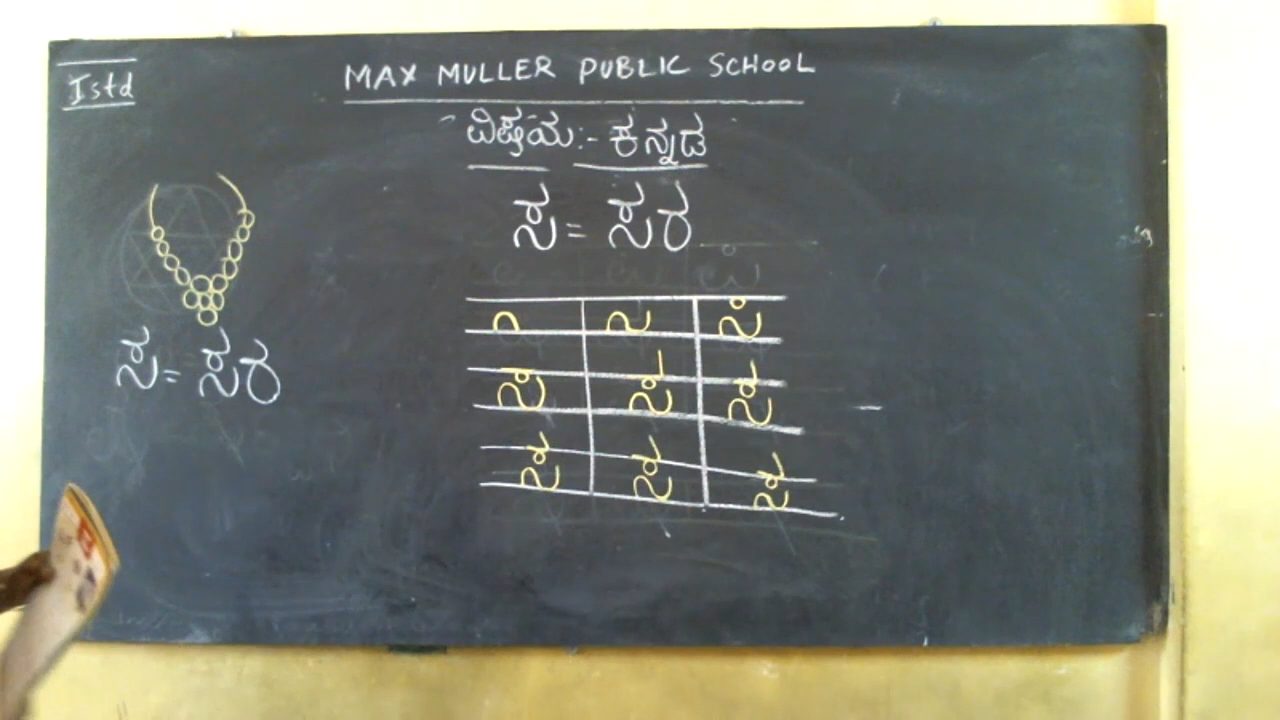 Istd
MAX MULLER PUBLIC SCHOOL
ವಿಷಯ:- ಕನ್ನಡ
ಸ = ಸರ
ಸ = ಸರ
ಸ ಸ
ಸ ಸ ಸ